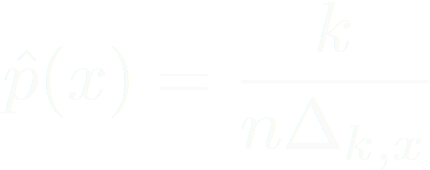 p̂(x) = k / (nΔ_{k,x})